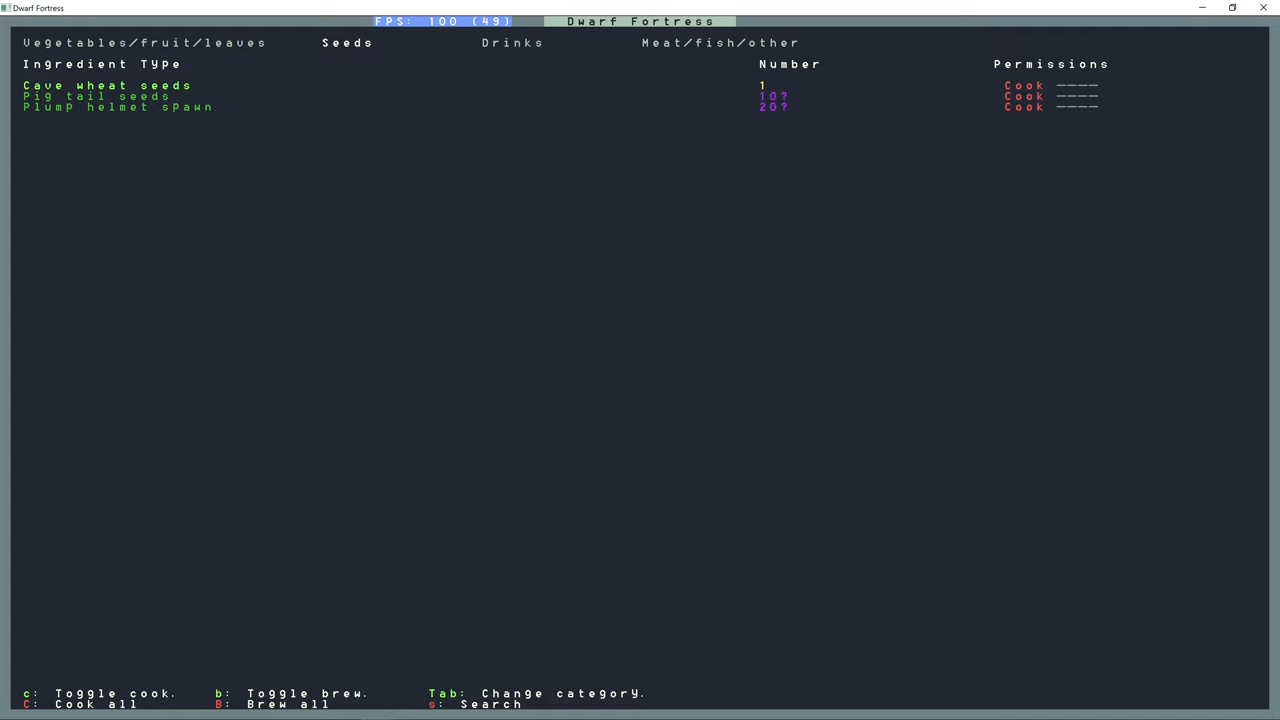 Dwarf Fortress
FPS: 100 (49) Dwarf Fortress
Vegetables/fruit/leaves Seeds Drinks Meat/fish/other
Ingredient Type Number Permissions
Cave wheat seeds 1 Cook ----
Pig tail seeds 10? Cook ----
Plump helmet spawn 20? Cook ----
c: Toggle cook. b: Toggle brew. Tab: Change category.
C: Cook all B: Brew all s: Search